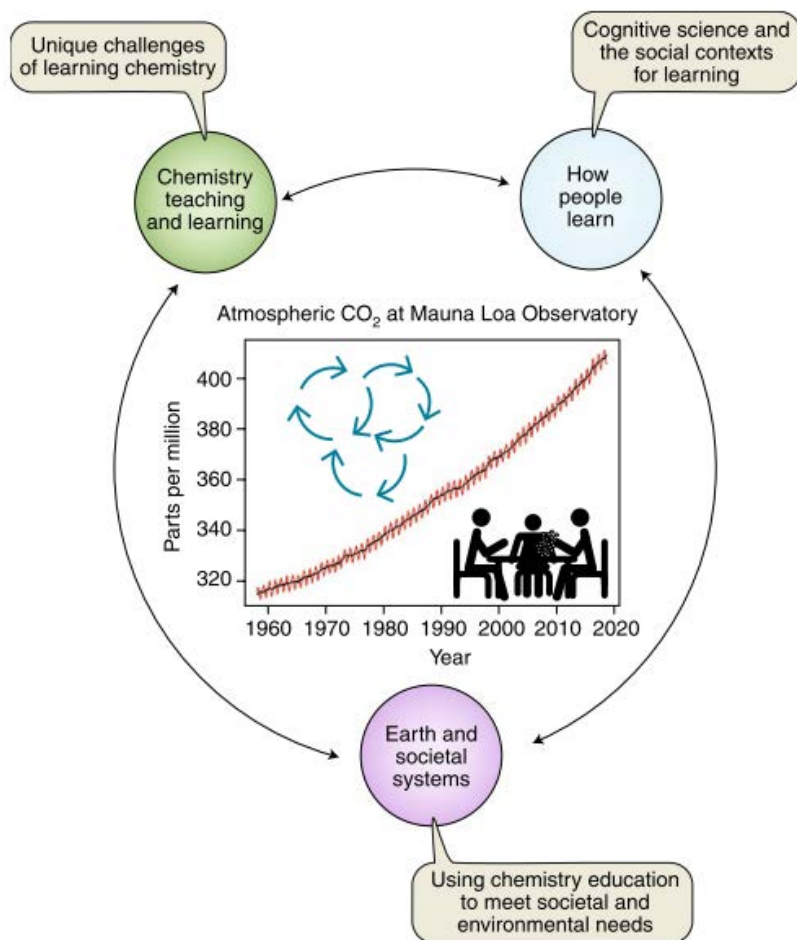 Unique challenges
of learning chemistry
Cognitive science and
the social contexts
for learning
Chemistry
teaching
and learning
How
people
learn
Atmospheric CO₂ at Mauna Loa Observatory
Parts per million
400
380
360
340
320
1960 1970 1980 1990 2000 2010 2020
Year
Earth and
societal
systems
Using chemistry education
to meet societal and
environmental needs